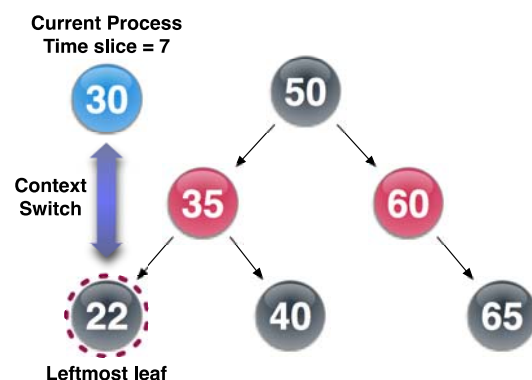 Current Process
Time slice = 7
30
50
Context
Switch
35
60
22
40
65
Leftmost leaf